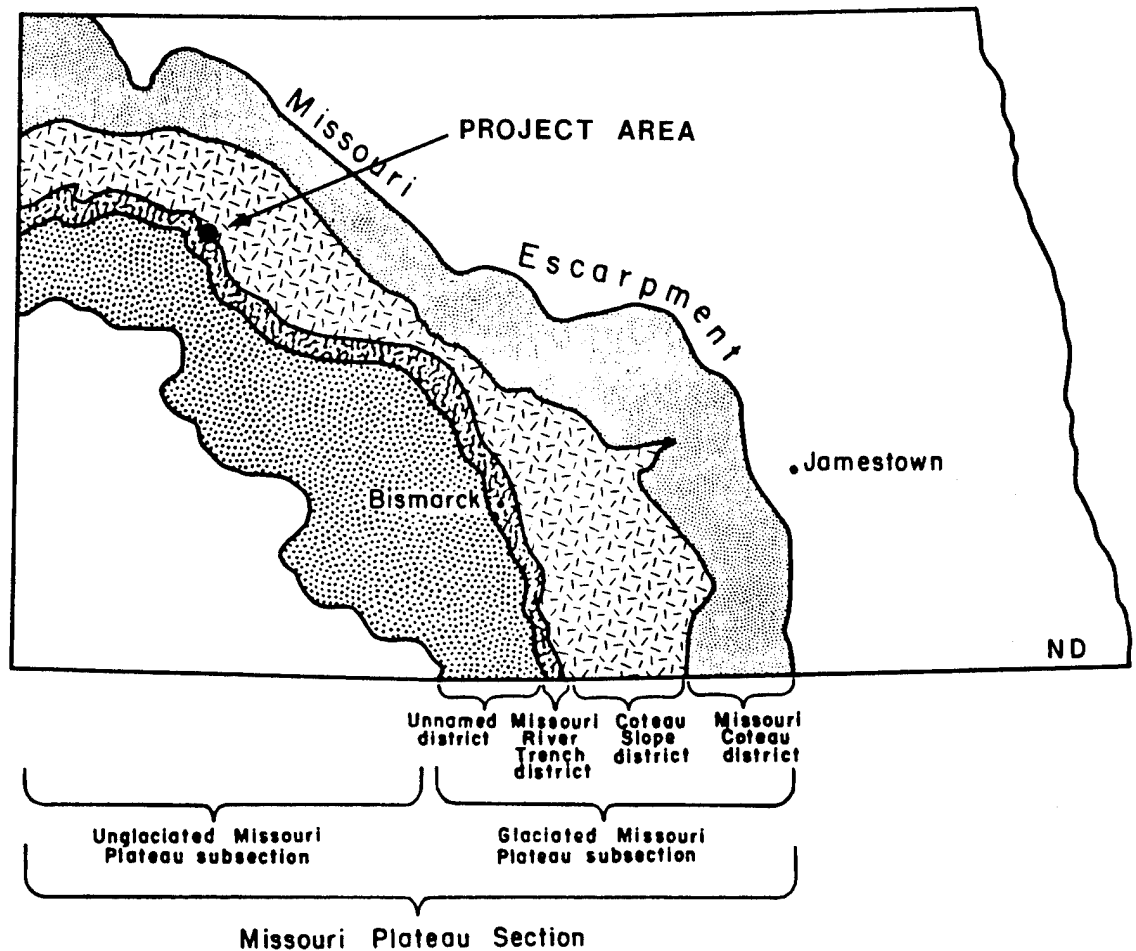 Missouri
PROJECT AREA
Escarpment
Jamestown
Bismarck
ND
Unnamed
district
Missouri
River
Trench
district
Coteau
Slope
district
Missouri
Coteau
district
Unglaciated Missouri
Plateau subsection
Glaciated Missouri
Plateau subsection
Missouri Plateau Section